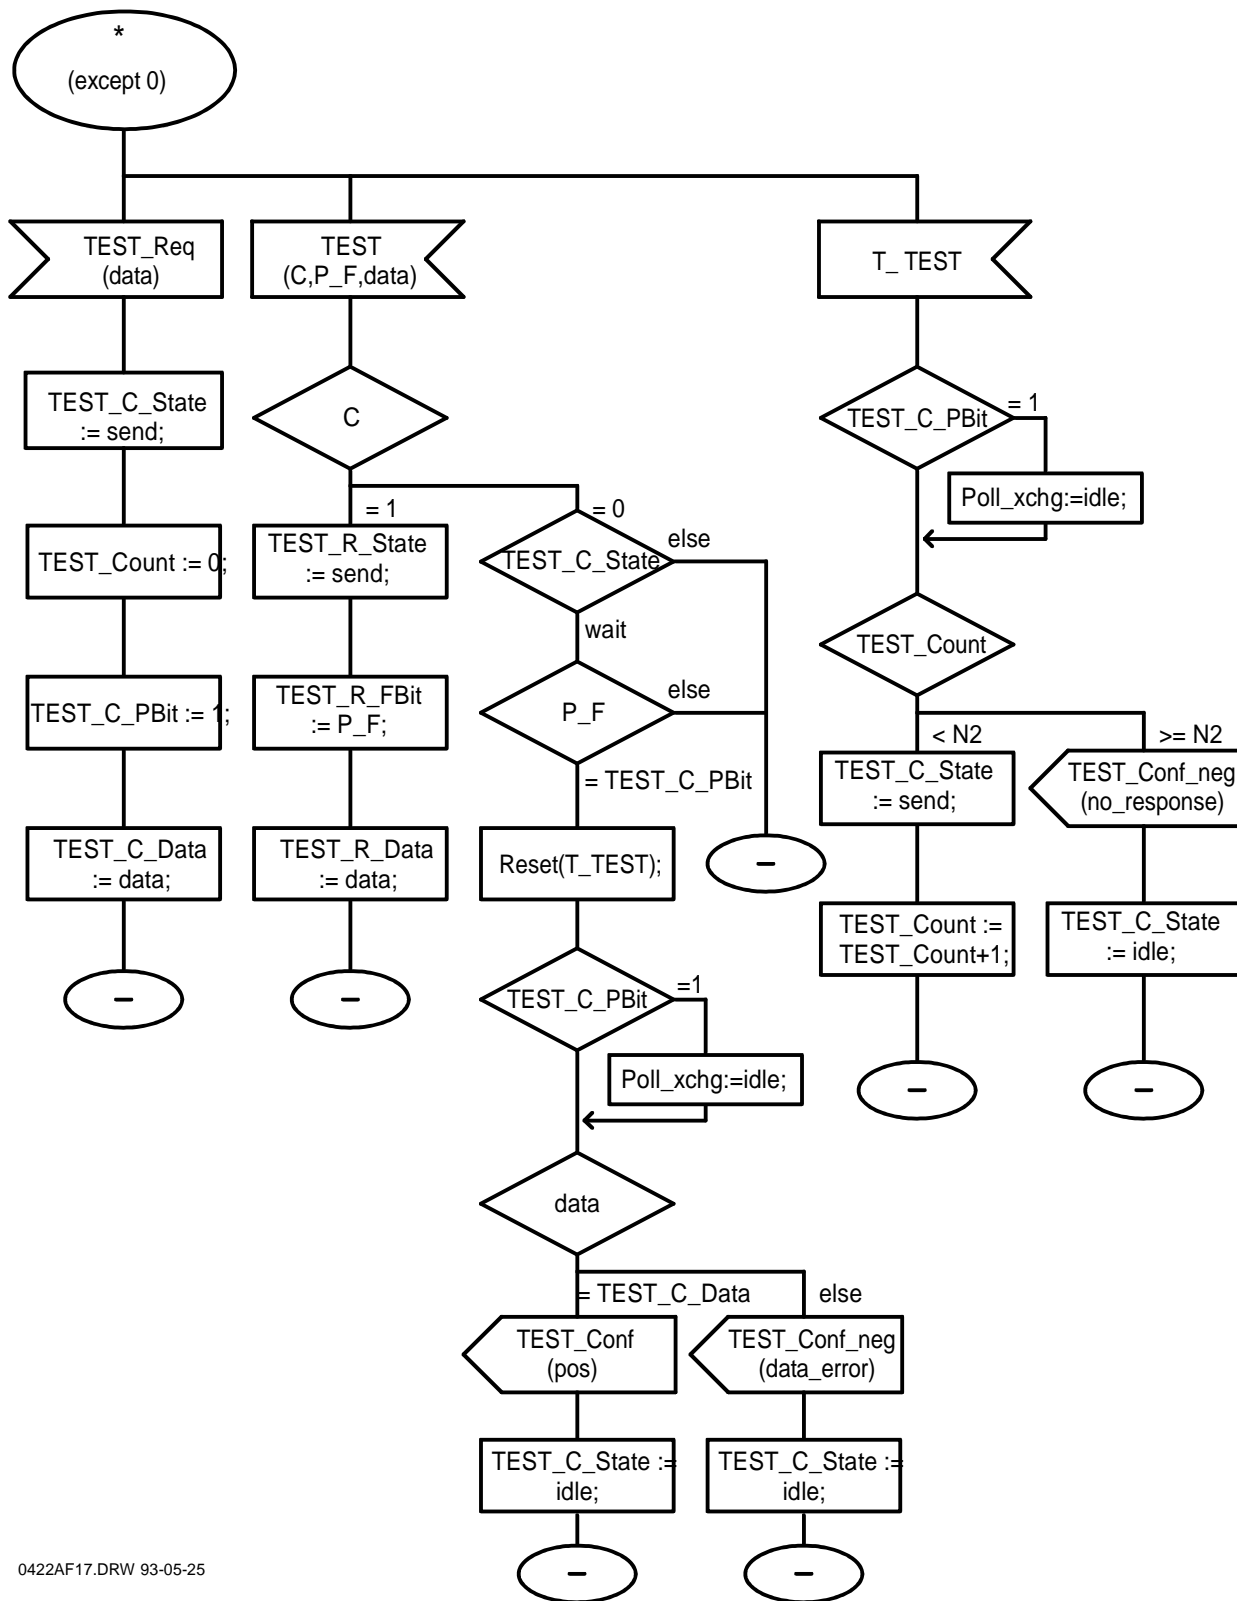 *
(except 0)
TEST_Req
(data)
TEST
(C,P_F,data)
T_ TEST
TEST_C_State
:= send;
C
TEST_C_PBit
= 1
Poll_xchg:=idle;
= 1
= 0
TEST_Count := 0;
TEST_R_State
:= send;
TEST_C_State
else
wait
TEST_Count
TEST_C_PBit := 1;
TEST_R_FBit
:= P_F;
P_F
else
= TEST_C_PBit
< N2
>= N2
TEST_C_State
:= send;
TEST_Conf_neg
(no_response)
TEST_C_Data
:= data;
TEST_R_Data
:= data;
Reset(T_TEST);
–
TEST_Count :=
TEST_Count+1;
TEST_C_State
:= idle;
–
–
TEST_C_PBit
=1
Poll_xchg:=idle;
–
–
data
= TEST_C_Data
else
TEST_Conf
(pos)
TEST_Conf_neg
(data_error)
TEST_C_State :=
idle;
TEST_C_State :=
idle;
–
–
0422AF17.DRW 93-05-25